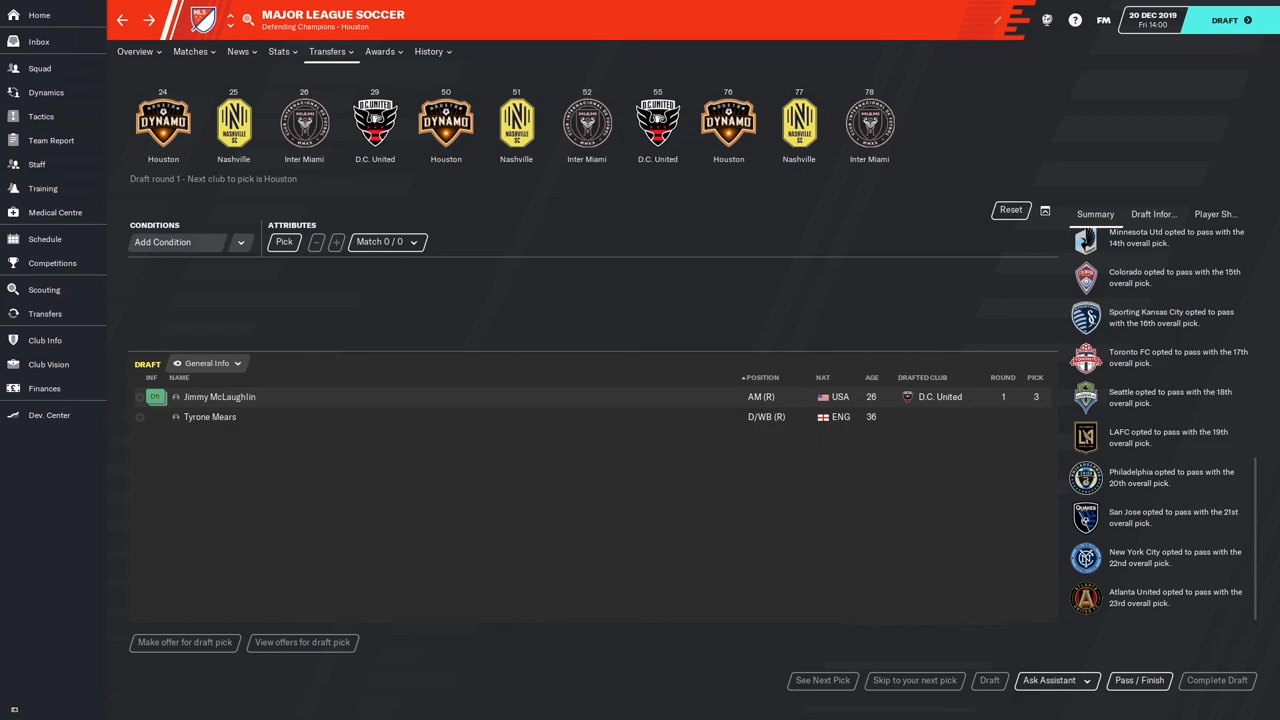 Home
Inbox
Squad
Dynamics
Tactics
Team Report
Staff
Training
Medical Centre
Schedule
Competitions
Scouting
Transfers
Club Info
Club Vision
Finances
Dev. Center
MLS
MAJOR LEAGUE SOCCER
Defending Champions - Houston
?
FM
20 DEC 2019
Fri 14:00
DRAFT
Overview
Matches
News
Stats
Transfers
Awards
History
24 25 26 29 50 51 52 55 76 77 78
Houston Nashville Inter Miami D.C. United Houston Nashville Inter Miami D.C. United Houston Nashville Inter Miami
Draft round 1 - Next club to pick is Houston
Reset
CONDITIONS
ATTRIBUTES
Add Condition
Pick
Match 0 / 0
DRAFT
General Info
INF NAME POSITION NAT AGE DRAFTED CLUB ROUND PICK
Dft Jimmy McLaughlin AM (R) USA 26 D.C. United 1 3
Tyrone Mears D/WB (R) ENG 36
Make offer for draft pick
View offers for draft pick
Summary
Draft Infor...
Player Sh...
Minnesota Utd opted to pass with the
14th overall pick.
Colorado opted to pass with the 15th
overall pick.
Sporting Kansas City opted to pass
with the 16th overall pick.
Toronto FC opted to pass with the 17th
overall pick.
Seattle opted to pass with the 18th
overall pick.
LAFC opted to pass with the 19th
overall pick.
Philadelphia opted to pass with the
20th overall pick.
San Jose opted to pass with the 21st
overall pick.
New York City opted to pass with the
22nd overall pick.
Atlanta United opted to pass with the
23rd overall pick.
See Next Pick
Skip to your next pick
Draft
Ask Assistant
Pass / Finish
Complete Draft